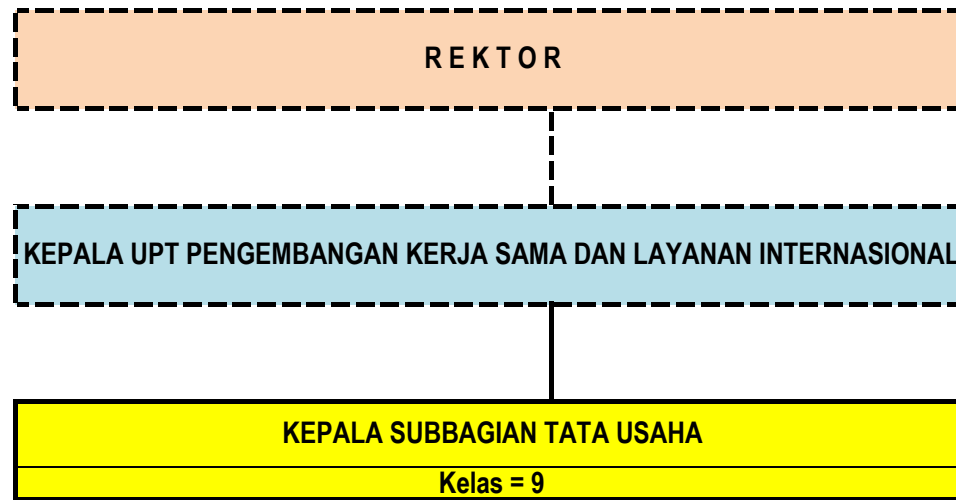 R E K T O R
KEPALA UPT PENGEMBANGAN KERJA SAMA DAN LAYANAN INTERNASIONAL
KEPALA SUBBAGIAN TATA USAHA
Kelas = 9